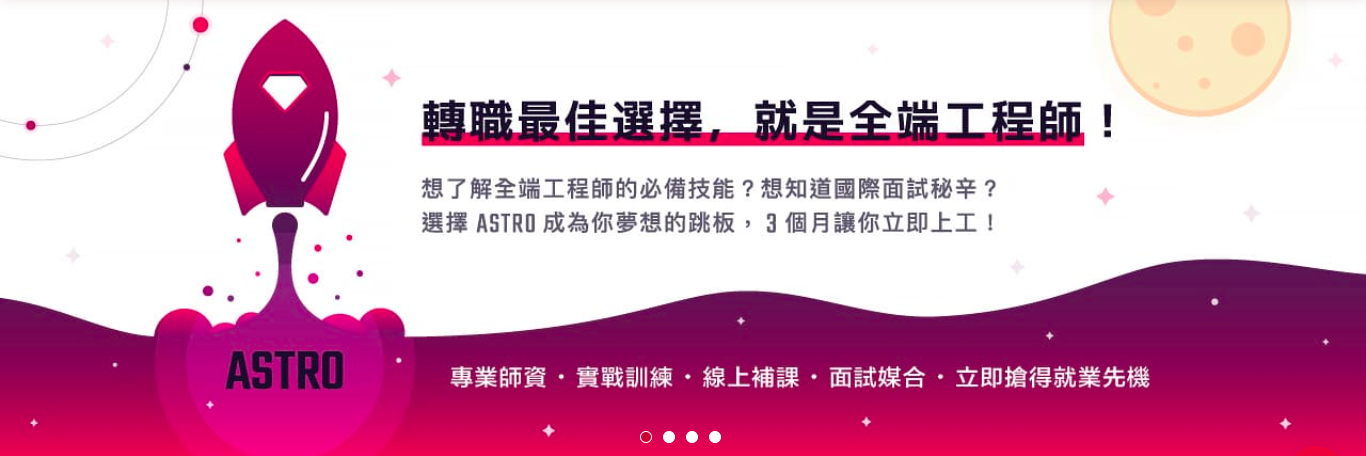 轉職最佳選擇，就是全端工程師！
想了解全端工程師的必備技能？想知道國際面試秘辛？
選擇 ASTRO 成為你夢想的跳板， 3 個月讓你立即上工！
ASTRO
專業師資・實戰訓練・線上補課・面試媒合・立即搶得就業先機